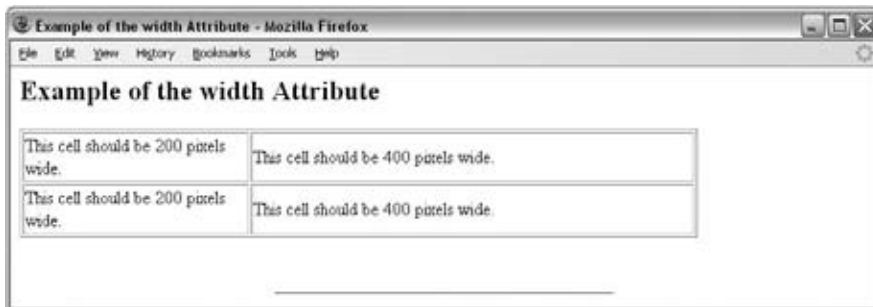 Example of the width Attribute - Mozilla Firefox
File Edit View History Bookmarks Tools Help
Example of the width Attribute
This cell should be 200 pixels
wide.
This cell should be 400 pixels wide.
This cell should be 200 pixels
wide.
This cell should be 400 pixels wide.